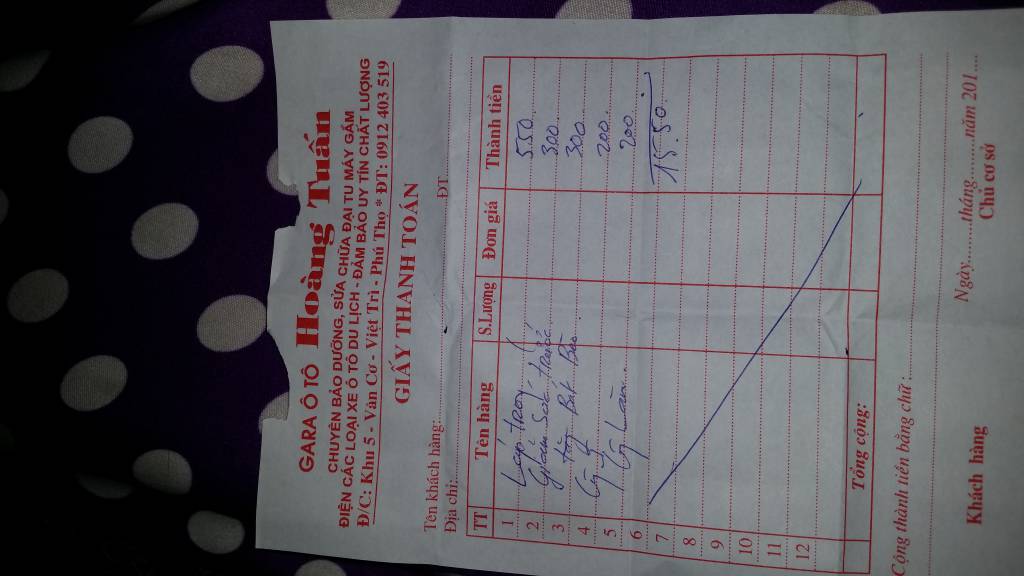 GARA Ô TÔ Hoàng Tuấn
CHUYÊN BẢO DƯỠNG, SỬA CHỮA ĐẠI TU MÁY GẦM
ĐIỆN CÁC LOẠI XE Ô TÔ DU LỊCH - ĐẢM BẢO UY TÍN CHẤT LƯỢNG
Đ/C: Khu 5 - Vân Cơ - Việt Trì - Phú Thọ * ĐT: 0912 403 519
GIẤY THANH TOÁN
Tên khách hàng:
Địa chỉ: ĐT
TT Tên hàng S.Lượng Đơn giá Thành tiền
1 550
2 300
3 300
4 200
5 200
6
7 15.50
8
9
10
11
12
Tổng cộng:
Cộng thành tiền bằng chữ:
Ngày.......tháng.......năm 201....
Khách hàng Chủ cơ sở